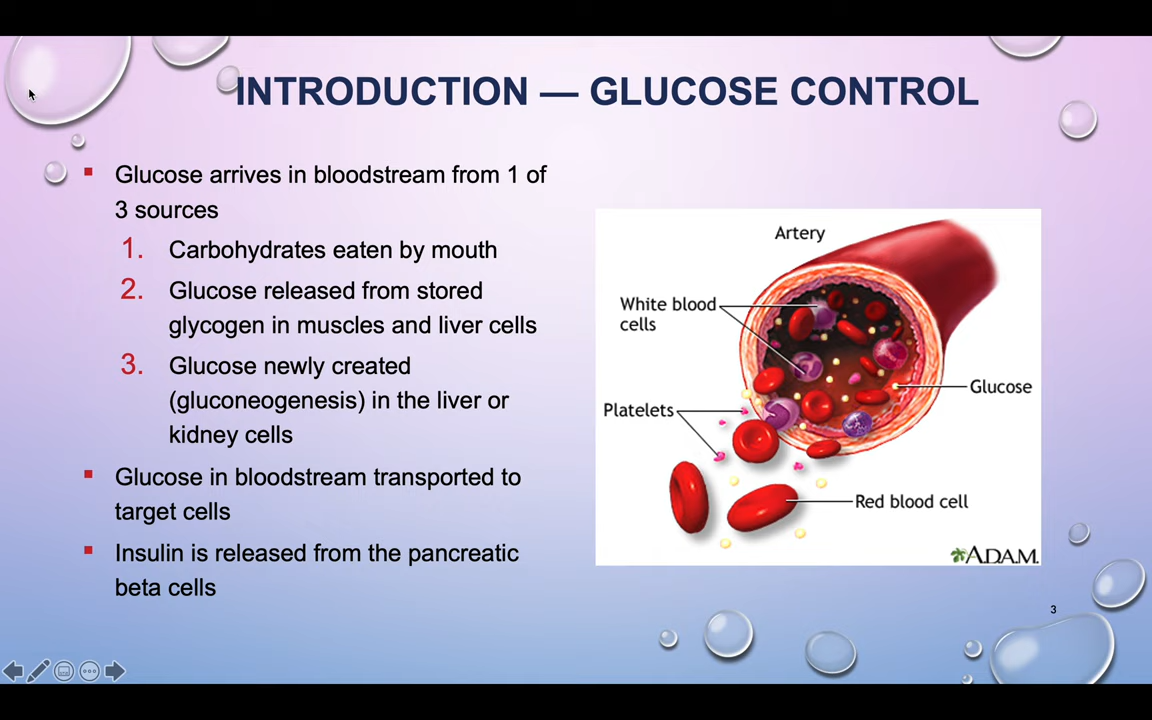 INTRODUCTION — GLUCOSE CONTROL
▪ Glucose arrives in bloodstream from 1 of
3 sources
1. Carbohydrates eaten by mouth
2. Glucose released from stored
glycogen in muscles and liver cells
3. Glucose newly created
(gluconeogenesis) in the liver or
kidney cells
▪ Glucose in bloodstream transported to
target cells
▪ Insulin is released from the pancreatic
beta cells
Artery
White blood
cells
Glucose
Platelets
Red blood cell
A.D.A.M.
3